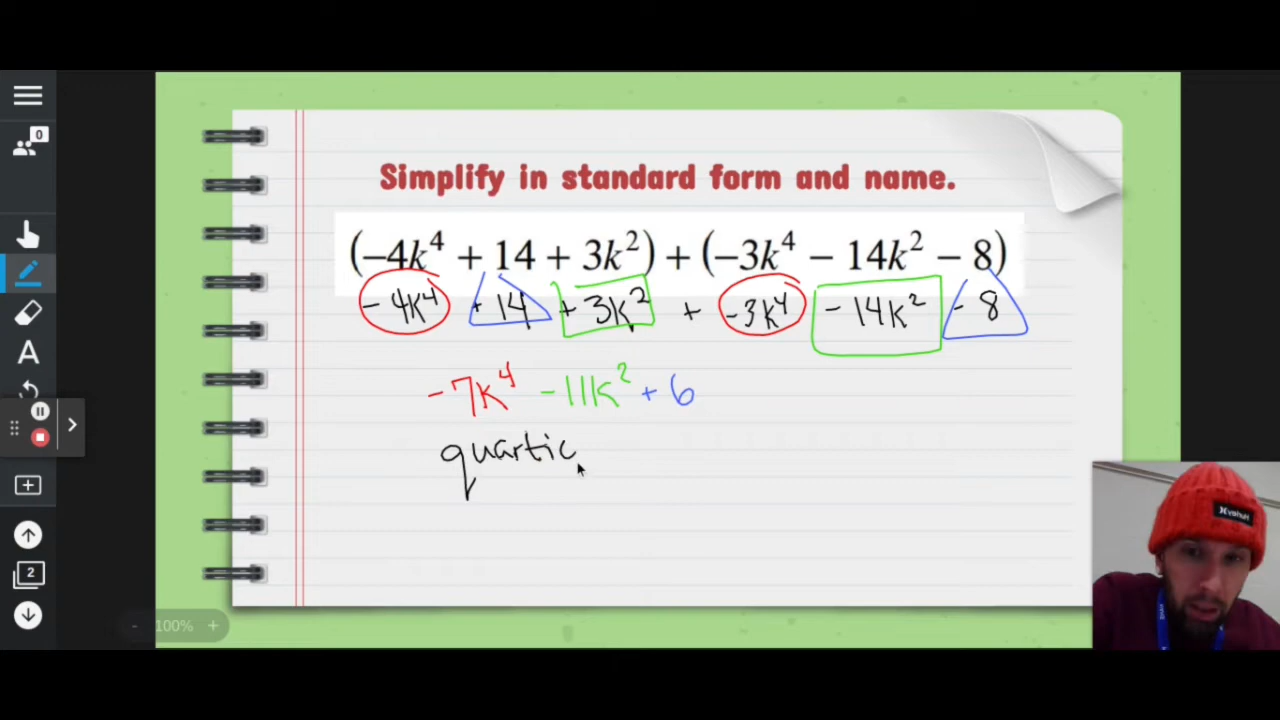 0
Simplify in standard form and name.
(−4k⁴ + 14 + 3k²) + (−3k⁴ − 14k² − 8)
- 4k⁴ + 14 + 3k² + -3k⁴ - 14k² - 8
-7k⁴ -11k² + 6
quartic
A
2
- 100% +
Hurley